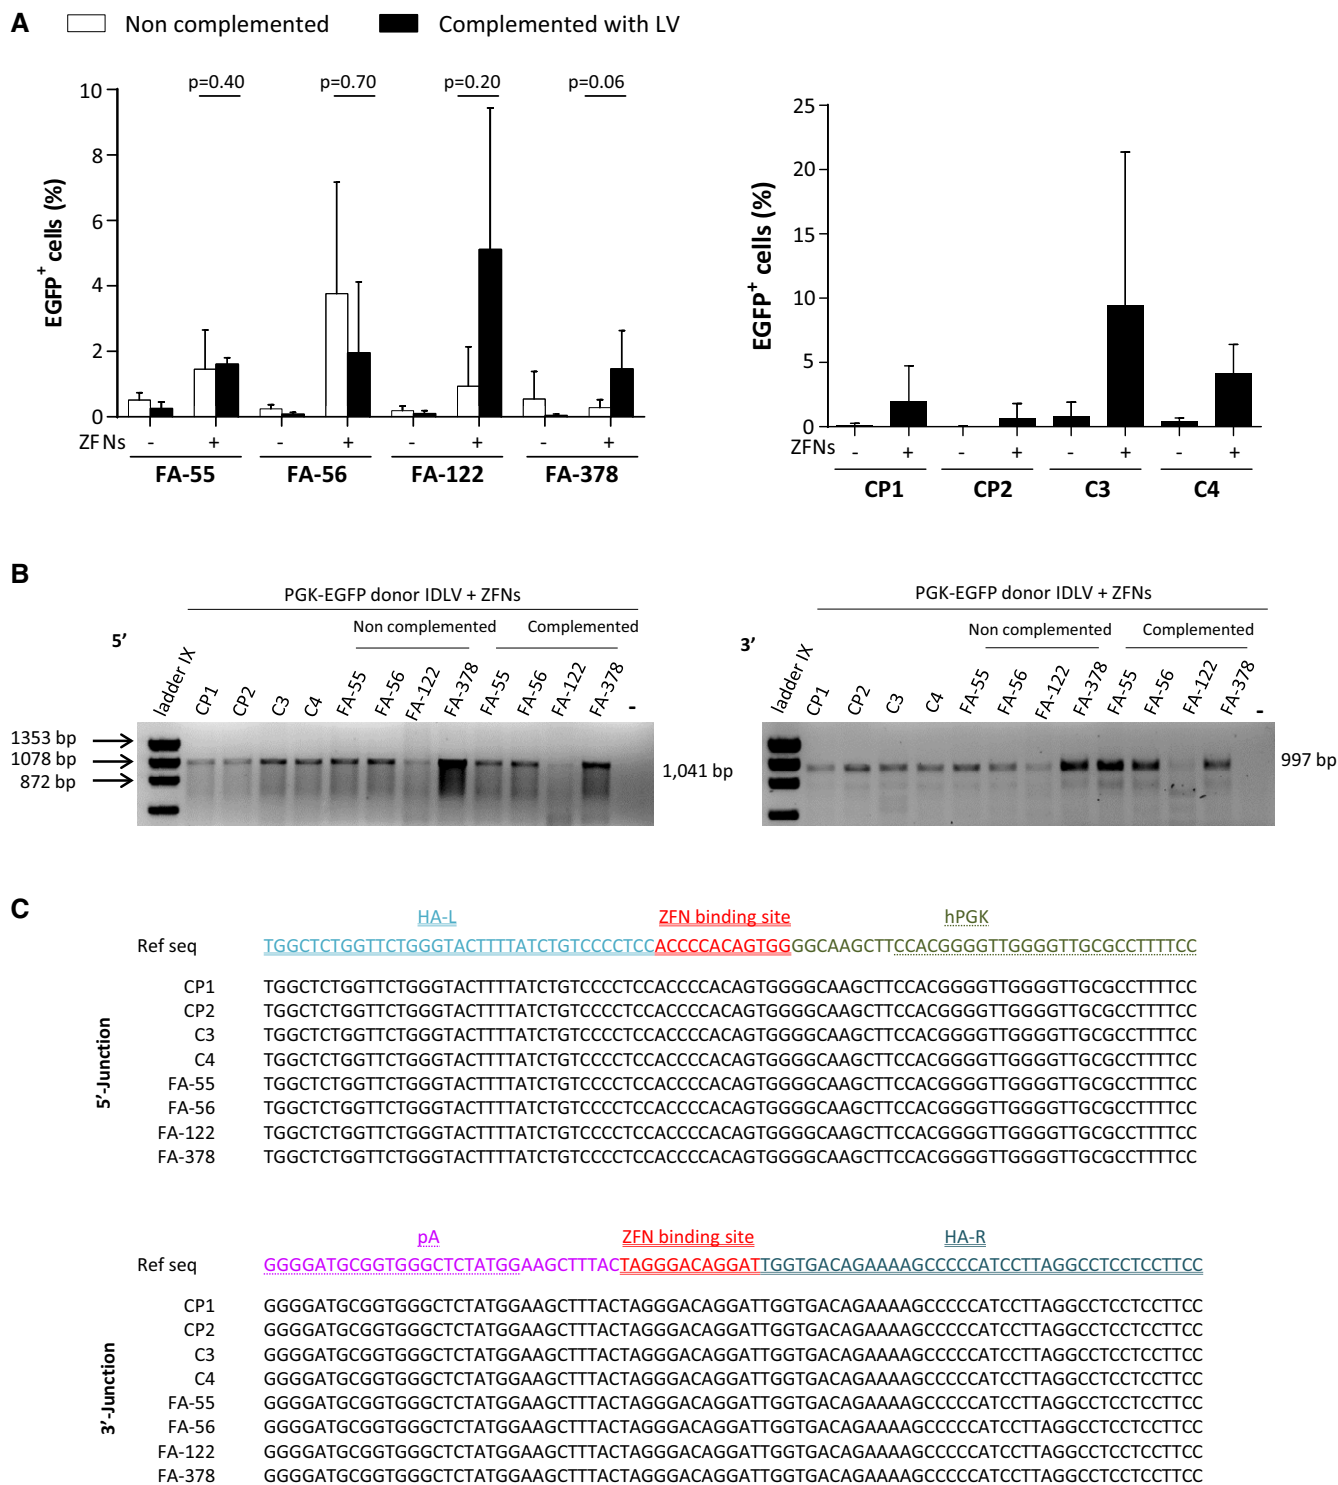 A
Non complemented
Complemented with LV
p=0.40
p=0.70
p=0.20
p=0.06
EGFP+ cells (%)
10
8
6
4
2
0
ZFNs
- + - + - + - +
FA-55 FA-56 FA-122 FA-378
EGFP+ cells (%)
25
20
15
10
5
0
ZFNs
- + - + - + - +
CP1 CP2 C3 C4
B
PGK-EGFP donor IDLV + ZFNs
Non complemented Complemented
5'
ladder IX CP1 CP2 C3 C4 FA-55 FA-56 FA-122 FA-378 FA-55 FA-56 FA-122 FA-378 -
1353 bp
1078 bp
872 bp
1,041 bp
PGK-EGFP donor IDLV + ZFNs
Non complemented Complemented
3'
ladder IX CP1 CP2 C3 C4 FA-55 FA-56 FA-122 FA-378 FA-55 FA-56 FA-122 FA-378 -
997 bp
C
HA-L ZFN binding site hPGK
Ref seq TGGCTCTGGTTCTGGGTACTTTTATCTGTCCCCTCCACCCCACAGTGGGGCAAGCTTCCACGGGGTTGGGGTTGCGCCTTTTCC
5'-Junction
CP1 TGGCTCTGGTTCTGGGTACTTTTATCTGTCCCCTCCACCCCACAGTGGGGCAAGCTTCCACGGGGTTGGGGTTGCGCCTTTTCC
CP2 TGGCTCTGGTTCTGGGTACTTTTATCTGTCCCCTCCACCCCACAGTGGGGCAAGCTTCCACGGGGTTGGGGTTGCGCCTTTTCC
C3 TGGCTCTGGTTCTGGGTACTTTTATCTGTCCCCTCCACCCCACAGTGGGGCAAGCTTCCACGGGGTTGGGGTTGCGCCTTTTCC
C4 TGGCTCTGGTTCTGGGTACTTTTATCTGTCCCCTCCACCCCACAGTGGGGCAAGCTTCCACGGGGTTGGGGTTGCGCCTTTTCC
FA-55 TGGCTCTGGTTCTGGGTACTTTTATCTGTCCCCTCCACCCCACAGTGGGGCAAGCTTCCACGGGGTTGGGGTTGCGCCTTTTCC
FA-56 TGGCTCTGGTTCTGGGTACTTTTATCTGTCCCCTCCACCCCACAGTGGGGCAAGCTTCCACGGGGTTGGGGTTGCGCCTTTTCC
FA-122 TGGCTCTGGTTCTGGGTACTTTTATCTGTCCCCTCCACCCCACAGTGGGGCAAGCTTCCACGGGGTTGGGGTTGCGCCTTTTCC
FA-378 TGGCTCTGGTTCTGGGTACTTTTATCTGTCCCCTCCACCCCACAGTGGGGCAAGCTTCCACGGGGTTGGGGTTGCGCCTTTTCC
pA ZFN binding site HA-R
Ref seq GGGGATGCGGTGGGCTCTATGGAAGCTTTACTAGGGACAGGATTGGTGACAGAAAAGCCCCCATCCTTAGGCCTCCTCCTTCC
3'-Junction
CP1 GGGGATGCGGTGGGCTCTATGGAAGCTTTACTAGGGACAGGATTGGTGACAGAAAAGCCCCCATCCTTAGGCCTCCTCCTTCC
CP2 GGGGATGCGGTGGGCTCTATGGAAGCTTTACTAGGGACAGGATTGGTGACAGAAAAGCCCCCATCCTTAGGCCTCCTCCTTCC
C3 GGGGATGCGGTGGGCTCTATGGAAGCTTTACTAGGGACAGGATTGGTGACAGAAAAGCCCCCATCCTTAGGCCTCCTCCTTCC
C4 GGGGATGCGGTGGGCTCTATGGAAGCTTTACTAGGGACAGGATTGGTGACAGAAAAGCCCCCATCCTTAGGCCTCCTCCTTCC
FA-55 GGGGATGCGGTGGGCTCTATGGAAGCTTTACTAGGGACAGGATTGGTGACAGAAAAGCCCCCATCCTTAGGCCTCCTCCTTCC
FA-56 GGGGATGCGGTGGGCTCTATGGAAGCTTTACTAGGGACAGGATTGGTGACAGAAAAGCCCCCATCCTTAGGCCTCCTCCTTCC
FA-122 GGGGATGCGGTGGGCTCTATGGAAGCTTTACTAGGGACAGGATTGGTGACAGAAAAGCCCCCATCCTTAGGCCTCCTCCTTCC
FA-378 GGGGATGCGGTGGGCTCTATGGAAGCTTTACTAGGGACAGGATTGGTGACAGAAAAGCCCCCATCCTTAGGCCTCCTCCTTCC